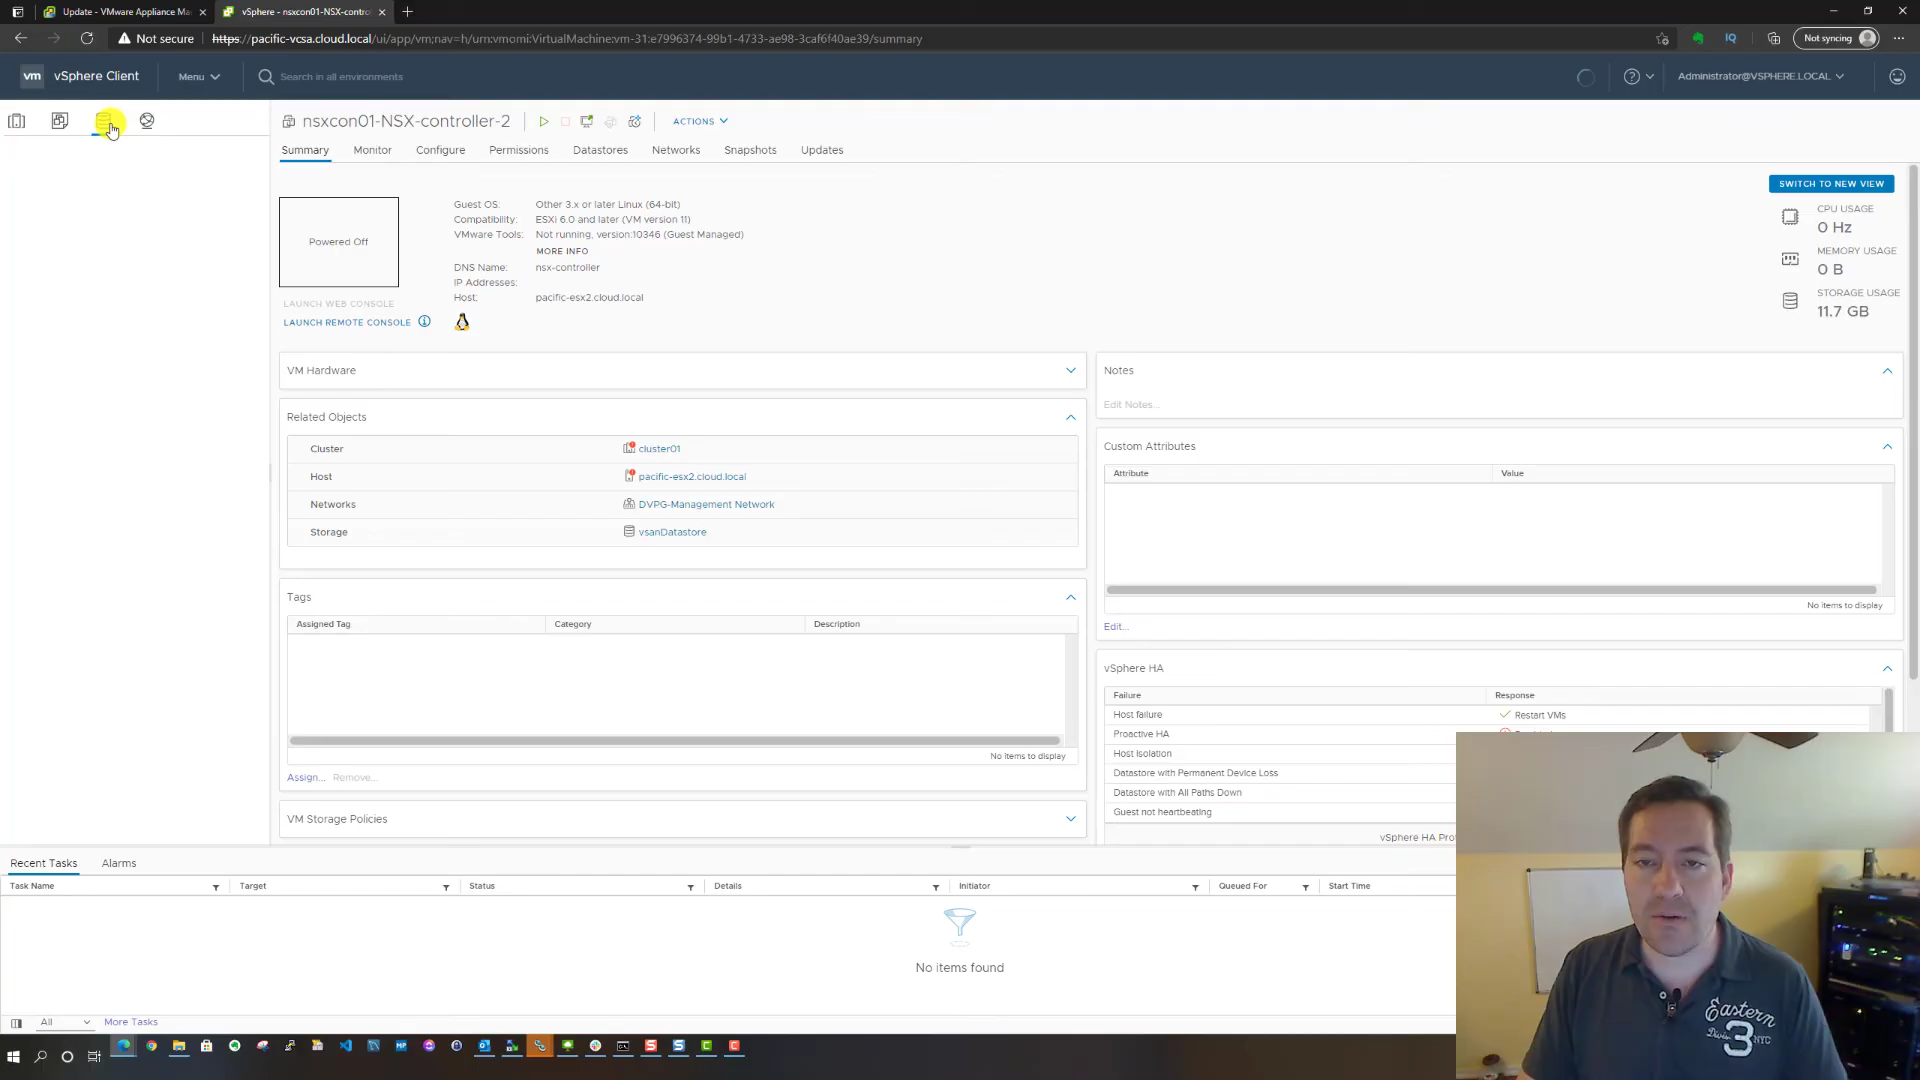 Update - VMware Appliance Ma
vSphere - nsxcon01-NSX-contro
Not secure
https://pacific-vcsa.cloud.local/ui/app/vm;nav=h/urn:vmomi:VirtualMachine:vm-31:e7996374-99b1-4733-ae98-3caf6f40ae39/summary
IQ
Not syncing
vm
vSphere Client
Menu
Search in all environments
Administrator@VSPHERE.LOCAL
nsxcon01-NSX-controller-2
ACTIONS
Summary
Monitor
Configure
Permissions
Datastores
Networks
Snapshots
Updates
SWITCH TO NEW VIEW
Powered Off
Guest OS: Other 3.x or later Linux (64-bit)
Compatibility: ESXi 6.0 and later (VM version 11)
VMware Tools: Not running, version:10346 (Guest Managed)
MORE INFO
DNS Name: nsx-controller
IP Addresses:
Host: pacific-esx2.cloud.local
LAUNCH WEB CONSOLE
LAUNCH REMOTE CONSOLE
CPU USAGE
0 Hz
MEMORY USAGE
0 B
STORAGE USAGE
11.7 GB
VM Hardware
Related Objects
Cluster cluster01
Host pacific-esx2.cloud.local
Networks DVPG-Management Network
Storage vsanDatastore
Tags
Assigned Tag Category Description
No items to display
Assign... Remove...
VM Storage Policies
Notes
Edit Notes...
Custom Attributes
Attribute Value
No items to display
Edit...
vSphere HA
Failure Response
Host failure Restart VMs
Proactive HA
Host Isolation
Datastore with Permanent Device Loss
Datastore with All Paths Down
Guest not heartbeating
vSphere HA Pro
Recent Tasks
Alarms
Task Name Target Status Details Initiator Queued For Start Time
No items found
All
More Tasks
Eastern
Division
3
NYC